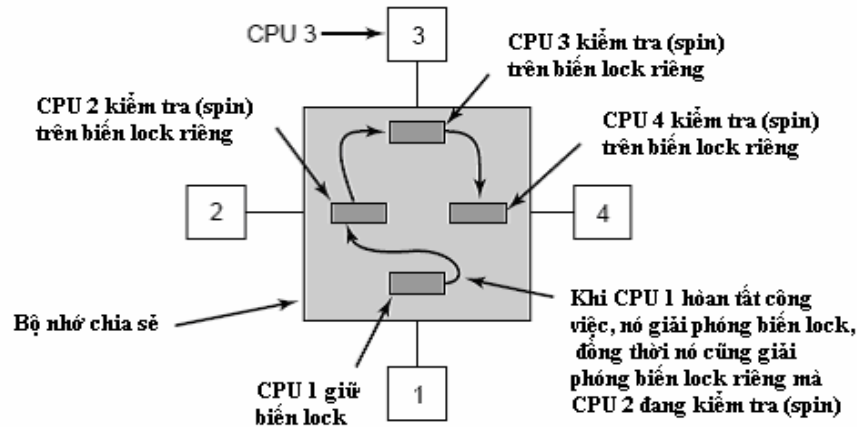 CPU 3
3
CPU 3 kiểm tra (spin)
trên biến lock riêng
CPU 2 kiểm tra (spin)
trên biến lock riêng
CPU 4 kiểm tra (spin)
trên biến lock riêng
2
4
Bộ nhớ chia sẻ
Khi CPU 1 hòan tất công
việc, nó giải phóng biến lock,
đồng thời nó cũng giải
phóng biến lock riêng mà
CPU 2 đang kiểm tra (spin)
CPU 1 giữ
biến lock
1